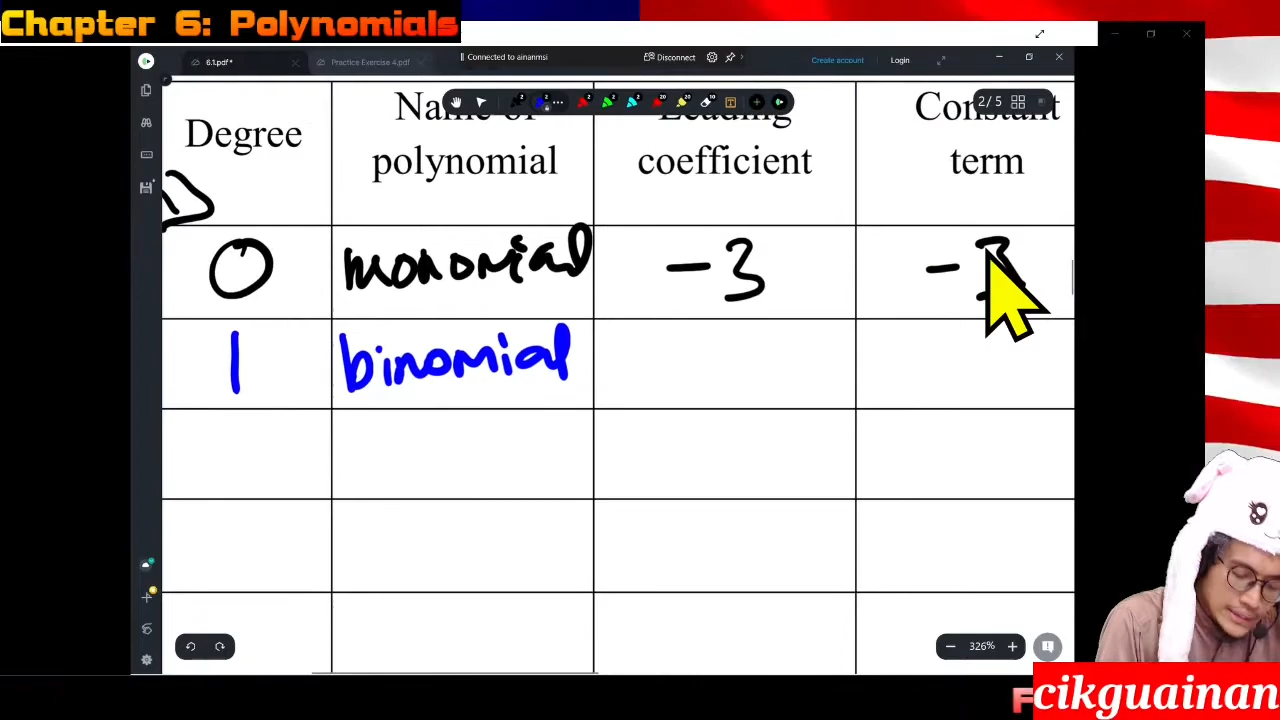 Chapter 6: Polynomials
6.1.pdf*
Practice Exercise 4.pdf
Connected to ainanmsi
Disconnect
Create account
Login
2/5
Degree
Name of
polynomial
Leading
coefficient
Constant
term
0 monomial -3 -3
1 binomial
326%
cikguainan